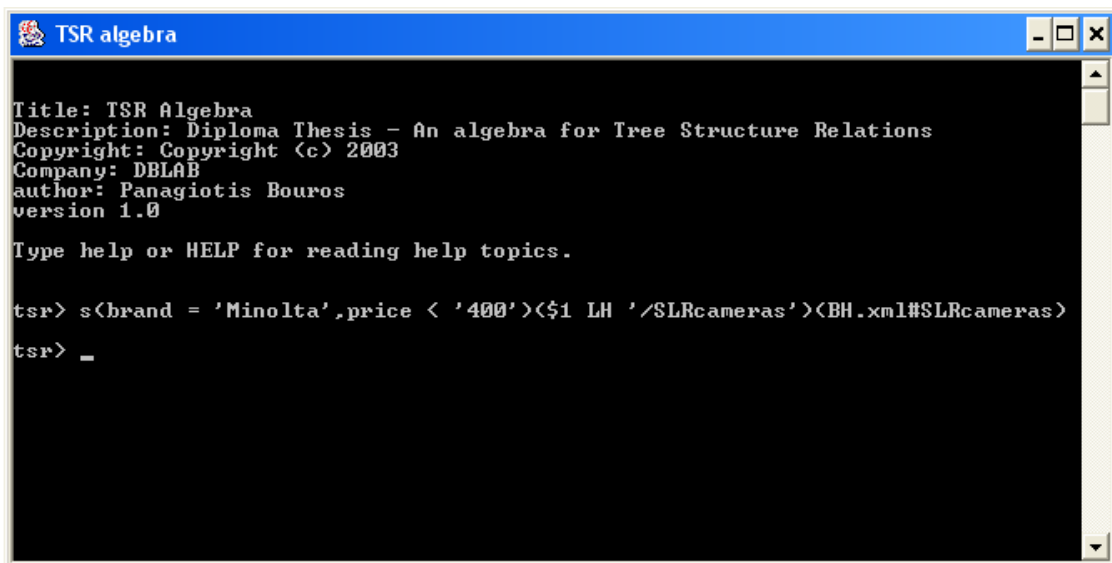 TSR algebra
Title: TSR Algebra
Description: Diploma Thesis - An algebra for Tree Structure Relations
Copyright: Copyright (c) 2003
Company: DBLAB
author: Panagiotis Bouros
version 1.0
Type help or HELP for reading help topics.
tsr> s(brand = 'Minolta',price < '400')($1 LH '/SLRcameras')(BH.xml#SLRcameras)
tsr> _